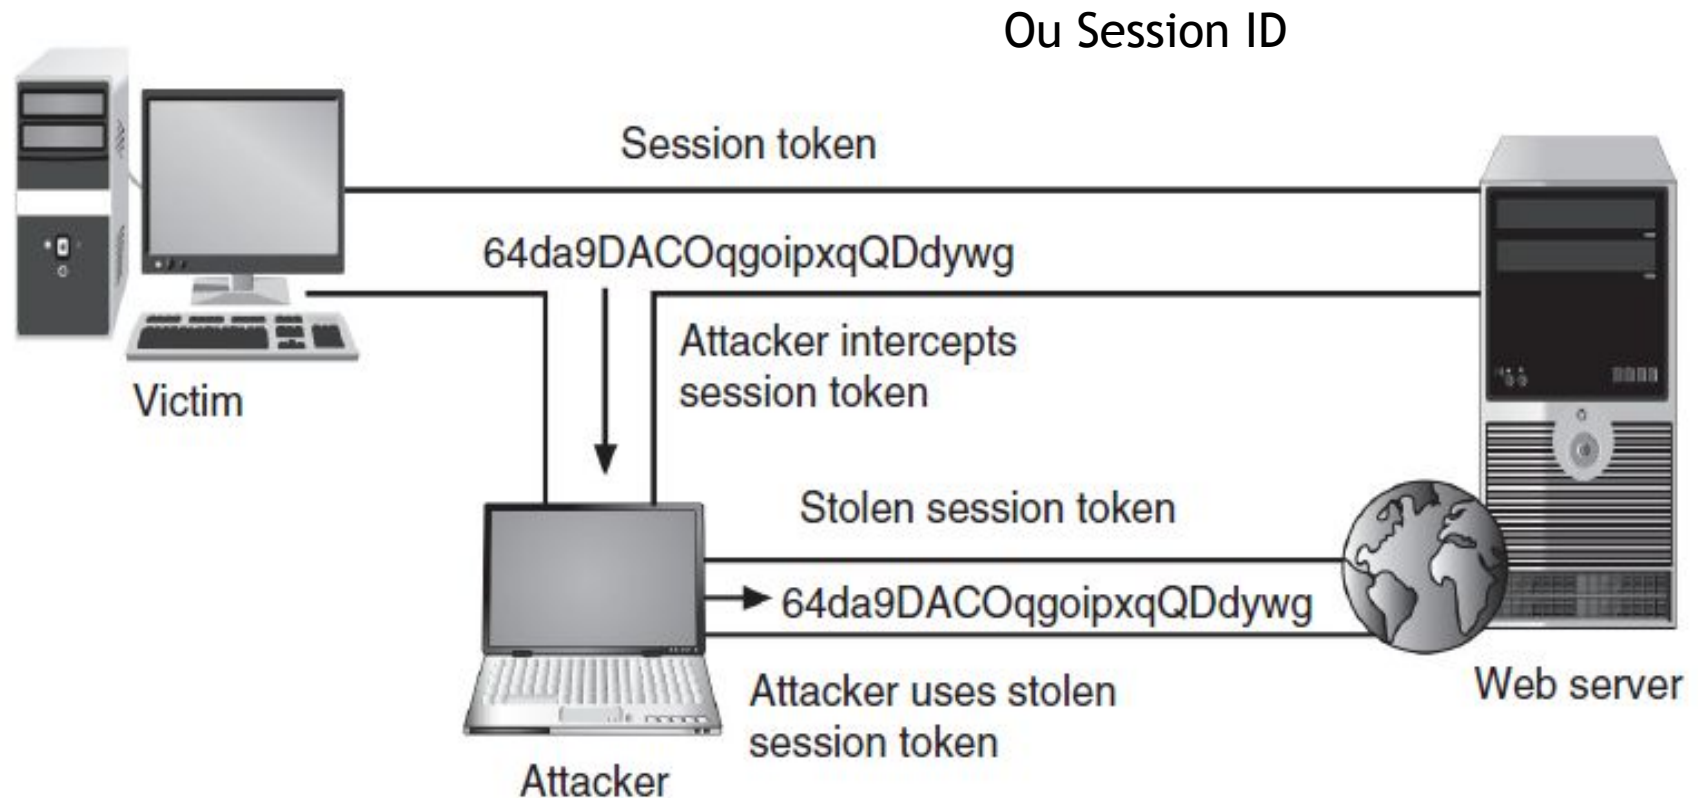 Ou Session ID
Session token
64da9DACOqgoipxqQDdywg
Attacker intercepts
session token
Victim
Stolen session token
64da9DACOqgoipxqQDdywg
Web server
Attacker uses stolen
session token
Attacker